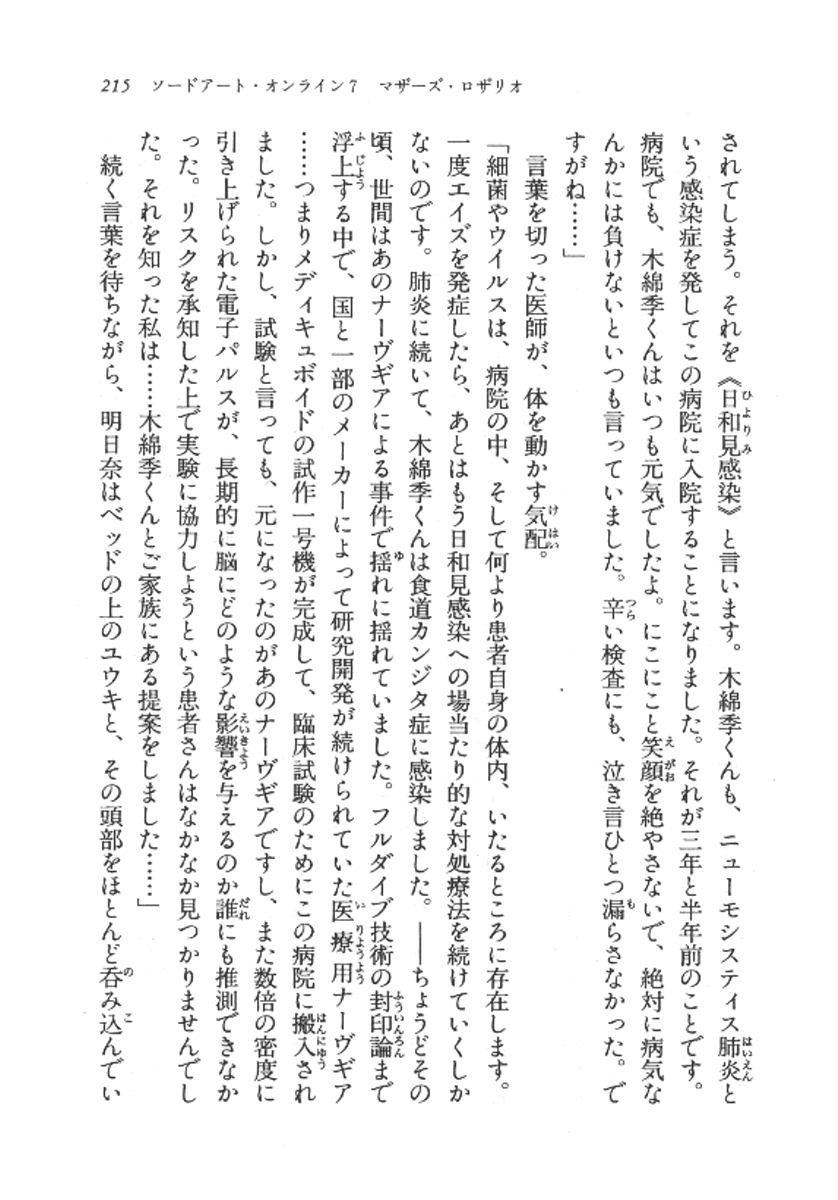 215 ソードアート・オンライン7 マザーズ・ロザリオ
されてしまう。それを《日和見感染》と言います。木綿季くんも、ニューモシスティス肺炎と
いう感染症を発してこの病院に入院することになりました。それが三年と半年前のことです。
病院でも、木綿季くんはいつも元気でしたよ。にこにこと笑顔を絶やさないで、絶対に病気な
んかには負けないといつも言っていました。辛い検査にも、泣き言ひとつ漏らさなかった。で
すがね……」
言葉を切った医師が、体を動かす気配。
「細菌やウイルスは、病院の中、そして何より患者自身の体内、いたるところに存在します。
一度エイズを発症したら、あとはもう日和見感染への場当たり的な対処療法を続けていくしか
ないのです。肺炎に続いて、木綿季くんは食道カンジタ症に感染しました。――ちょうどその
頃、世間はあのナーヴギアによる事件で揺れに揺れていました。フルダイブ技術の封印論まで
浮上する中で、国と一部のメーカーによって研究開発が続けられていた医療用ナーヴギア
……つまりメディキュボイドの試作一号機が完成して、臨床試験のためにこの病院に搬入され
ました。しかし、試験と言っても、元になったのがあのナーヴギアですし、また数倍の密度に
引き上げられた電子パルスが、長期的に脳にどのような影響を与えるのか誰にも推測できなか
った。リスクを承知した上で実験に協力しようという患者さんはなかなか見つかりませんでし
た。それを知った私は……木綿季くんとご家族にある提案をしました……」
続く言葉を待ちながら、明日奈はベッドの上のユウキと、その頭部をほとんど呑み込んでい